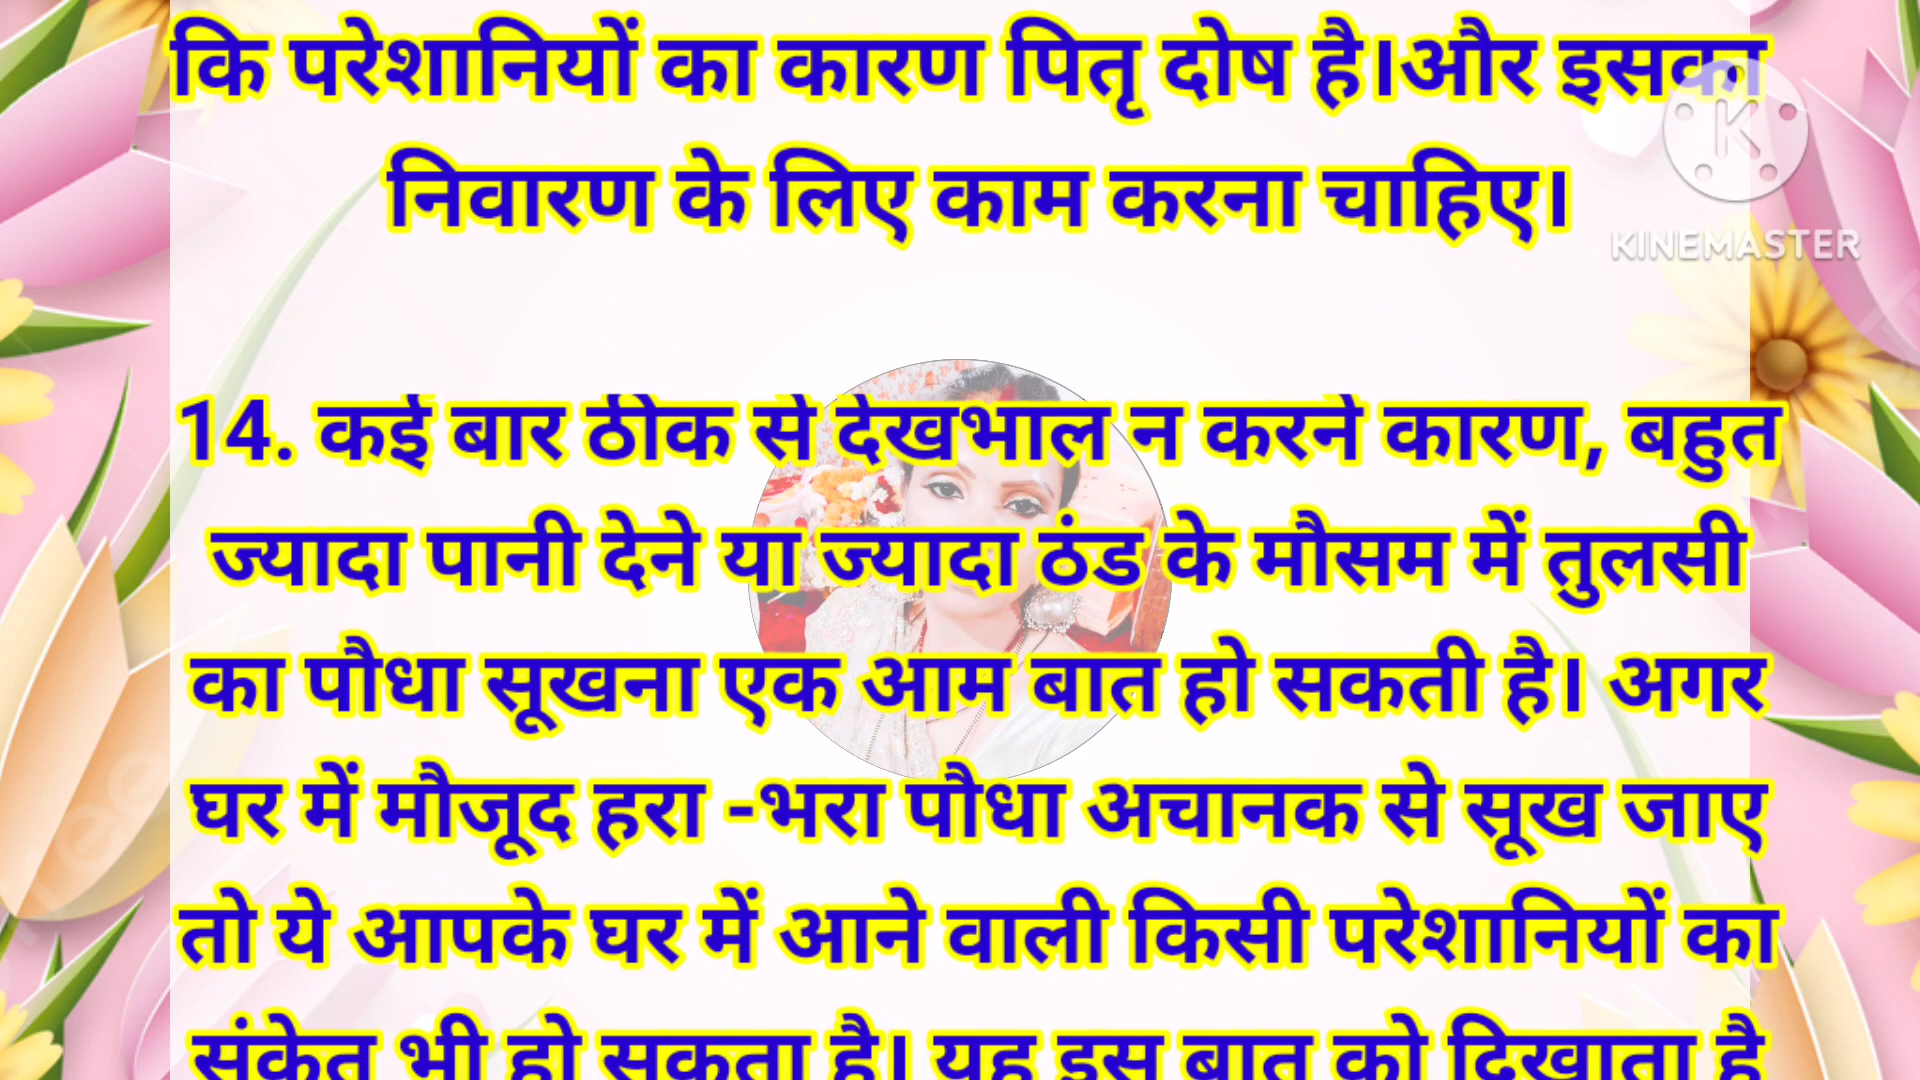 कि परेशानियों का कारण पितृ दोष है।और इसका
निवारण के लिए काम करना चाहिए।
KINEMASTER
14. कई बार ठीक से देखभाल न करने कारण, बहुत
ज्यादा पानी देने या ज्यादा ठंड के मौसम में तुलसी
का पौधा सूखना एक आम बात हो सकती है। अगर
घर में मौजूद हरा -भरा पौधा अचानक से सूख जाए
तो ये आपके घर में आने वाली किसी परेशानियों का
संकेत भी हो सकता है। यह इस बात को दिखाता है